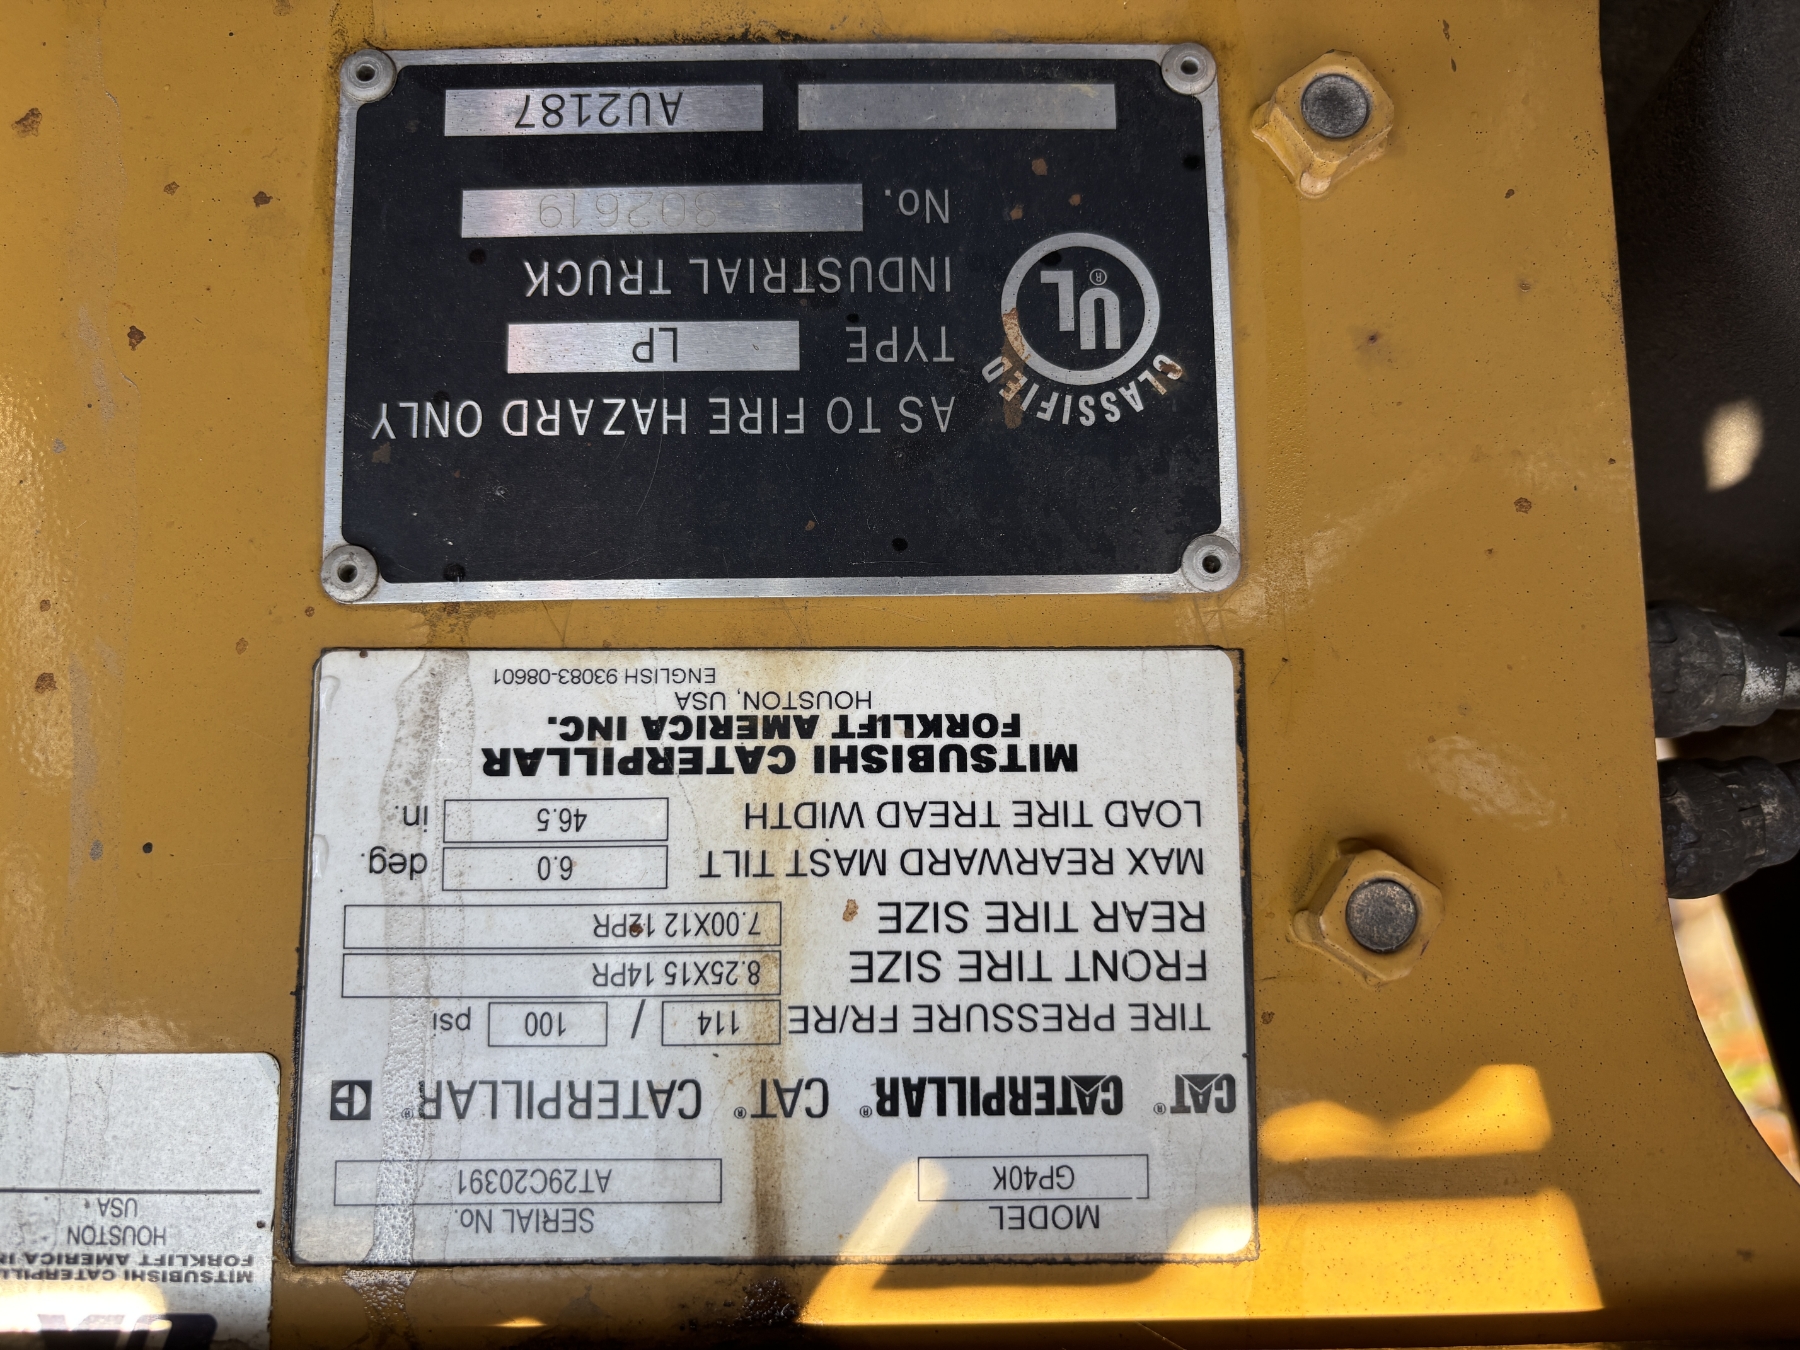 MODEL
GP40K
SERIAL No.
AT29C20391
CAT® CATERPILLAR® CAT® CATERPILLAR®
TIRE PRESSURE FR/RE 114 / 100 psi
FRONT TIRE SIZE 8.25X15 14PR
REAR TIRE SIZE 7.00X12 12PR
MAX REARWARD MAST TILT 6.0 deg.
LOAD TIRE TREAD WIDTH 46.5 in.
MITSUBISHI CATERPILLAR
FORKLIFT AMERICA INC.
HOUSTON, USA
ENGLISH 93083-08601
CLASSIFIED
UL®
AS TO FIRE HAZARD ONLY
TYPE LP
INDUSTRIAL TRUCK
No. 302619
AU2187
MITSUBISHI CATERPILL
FORKLIFT AMERICA IN
HOUSTON
USA